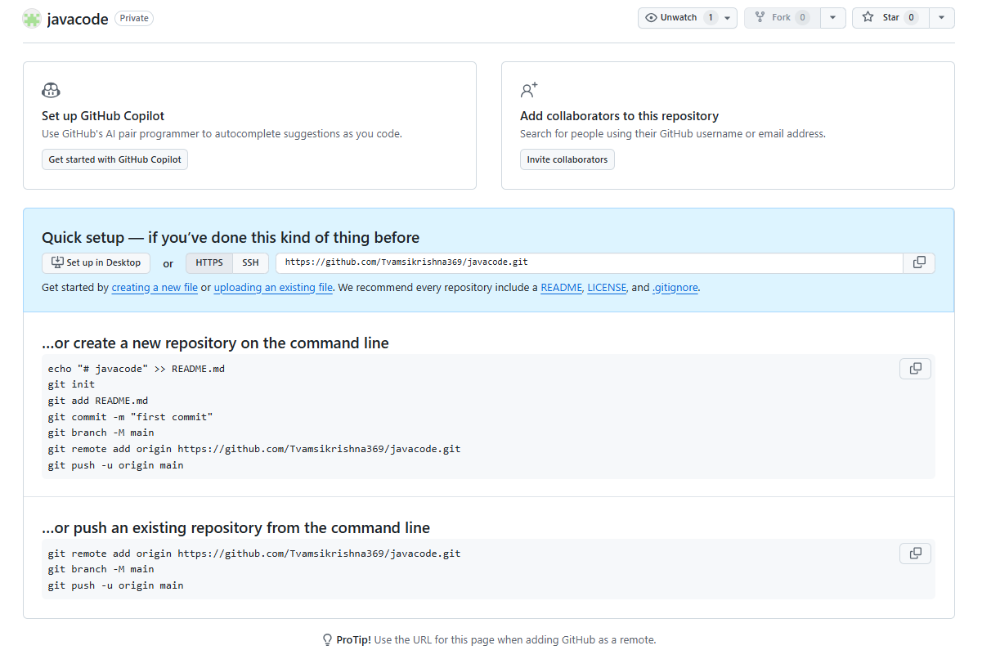 javacode Private Unwatch 1 Fork 0 Star 0
Set up GitHub Copilot
Use GitHub's AI pair programmer to autocomplete suggestions as you code.
Get started with GitHub Copilot
Add collaborators to this repository
Search for people using their GitHub username or email address.
Invite collaborators
Quick setup — if you’ve done this kind of thing before
Set up in Desktop or HTTPS SSH https://github.com/Tvamsikrishna369/javacode.git
Get started by creating a new file or uploading an existing file. We recommend every repository include a README, LICENSE, and .gitignore.
…or create a new repository on the command line
echo "# javacode" >> README.md
git init
git add README.md
git commit -m "first commit"
git branch -M main
git remote add origin https://github.com/Tvamsikrishna369/javacode.git
git push -u origin main
…or push an existing repository from the command line
git remote add origin https://github.com/Tvamsikrishna369/javacode.git
git branch -M main
git push -u origin main
ProTip! Use the URL for this page when adding GitHub as a remote.